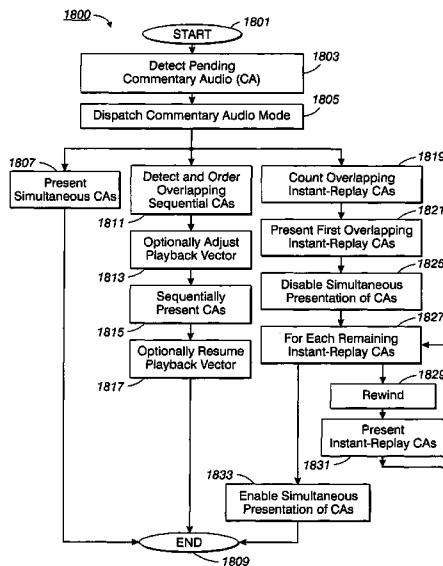 1800
1801
START
1803
Detect Pending
Commentary Audio (CA)
1805
Dispatch Commentary Audio Mode
1807
Present
Simultaneous CAs
Detect and Order
Overlapping
Sequential CAs
1811
Optionally Adjust
Playback Vector
1813
Sequentially
Present CAs
1815
Optionally Resume
Playback Vector
1817
1819
Count Overlapping
Instant-Replay CAs
1821
Present First Overlapping
Instant-Replay CAs
1825
Disable Simultaneous
Presentation of CAs
1827
For Each Remaining
Instant-Replay CAs
1829
Rewind
Present
Instant-Replay CAs
1831
1833
Enable Simultaneous
Presentation of CAs
END
1809